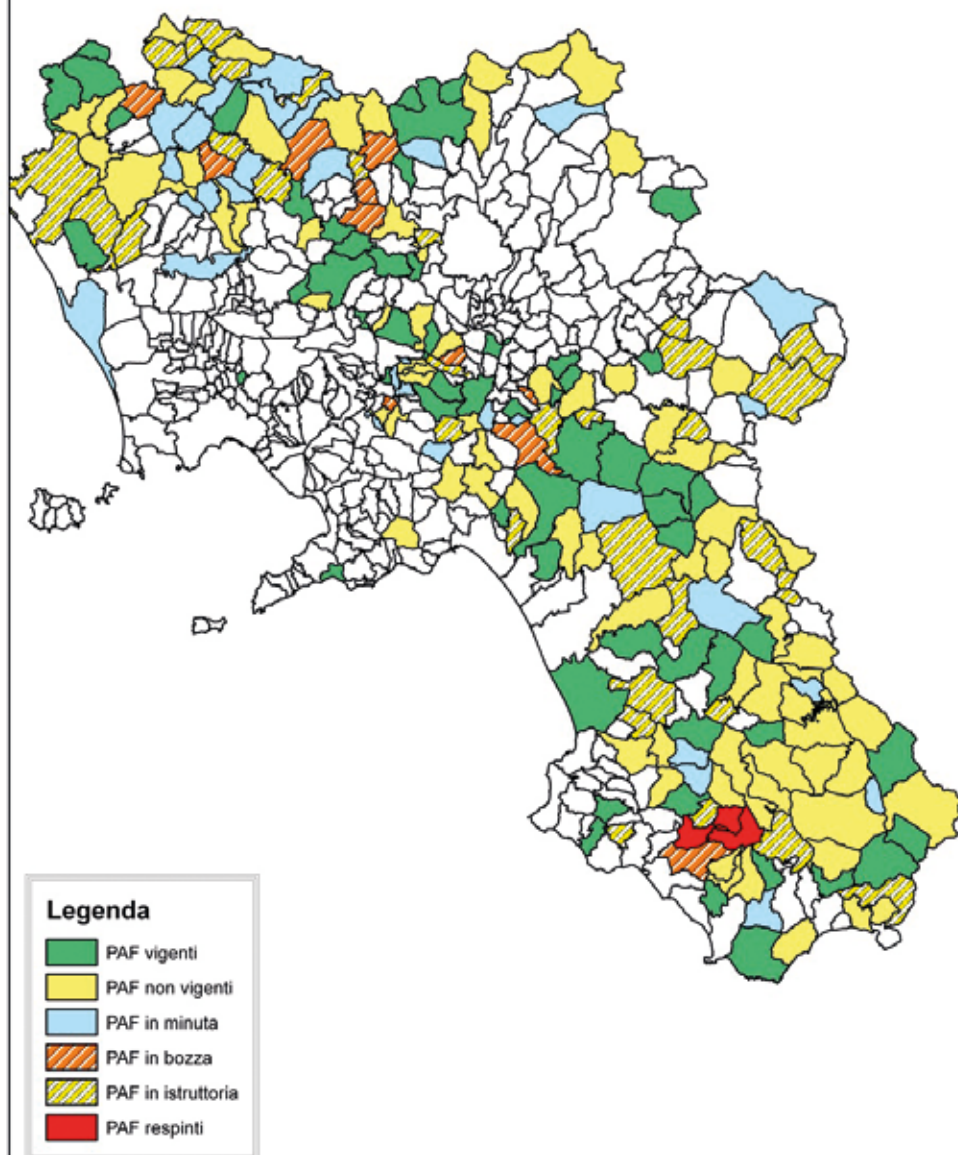 Legenda
PAF vigenti
PAF non vigenti
PAF in minuta
PAF in bozza
PAF in istruttoria
PAF respinti